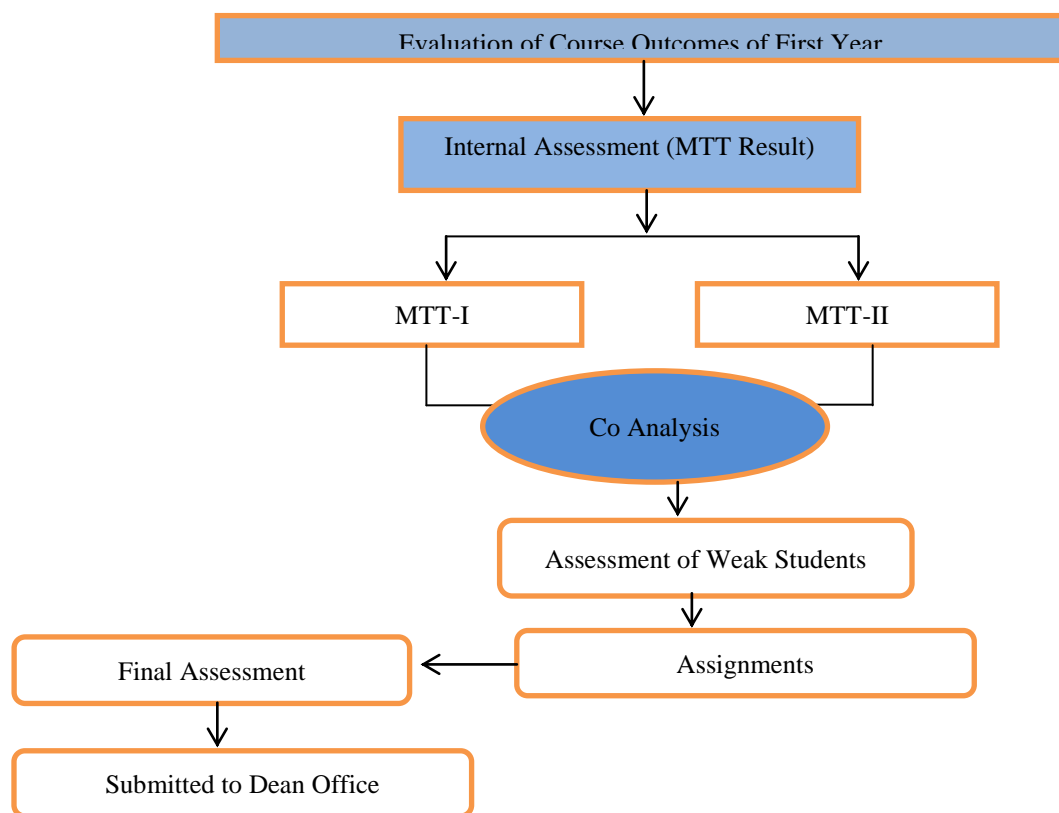 Evaluation of Course Outcomes of First Year
Internal Assessment (MTT Result)
MTT-I
MTT-II
Co Analysis
Assessment of Weak Students
Assignments
Final Assessment
Submitted to Dean Office